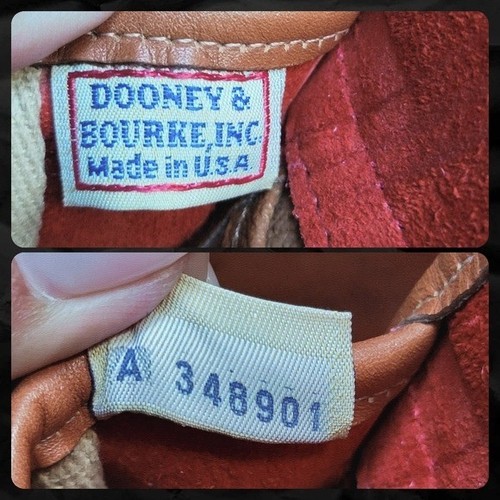 DOONEY &
BOURKE, INC.
Made in U.S.A
A 348901